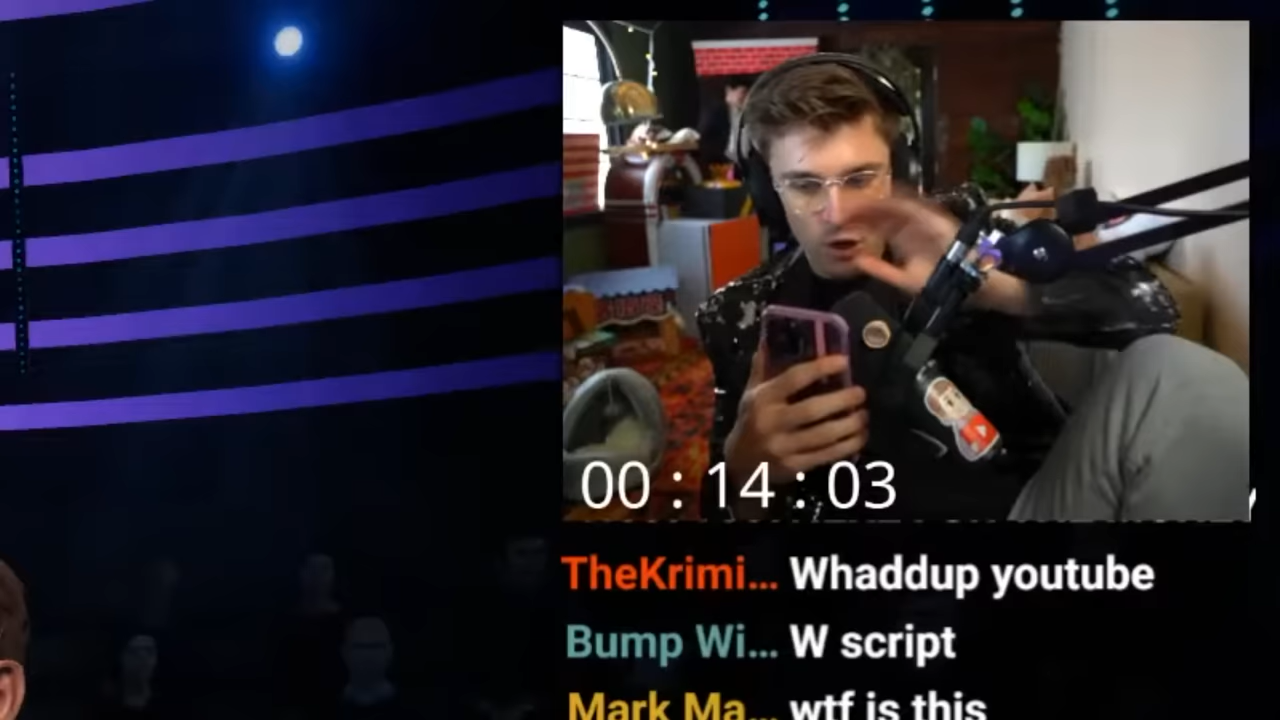 00 : 14 : 03
TheKrimi... Whaddup youtube
Bump Wi... W script
Mark Ma... wtf is this